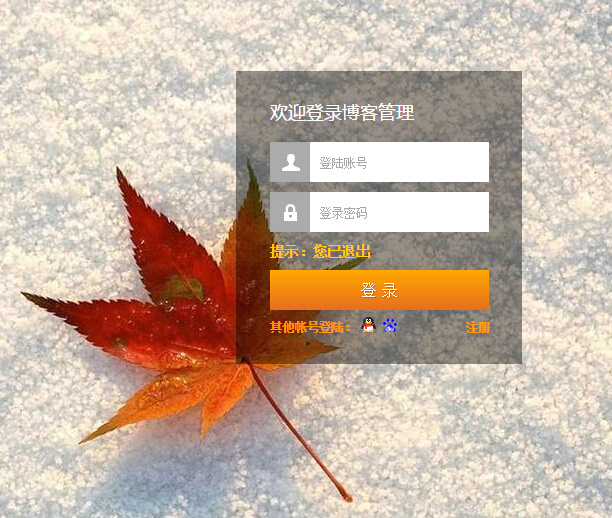 欢迎登录博客管理
登陆账号
登录密码
提示：您已退出
登 录
其他帐号登陆： 注册